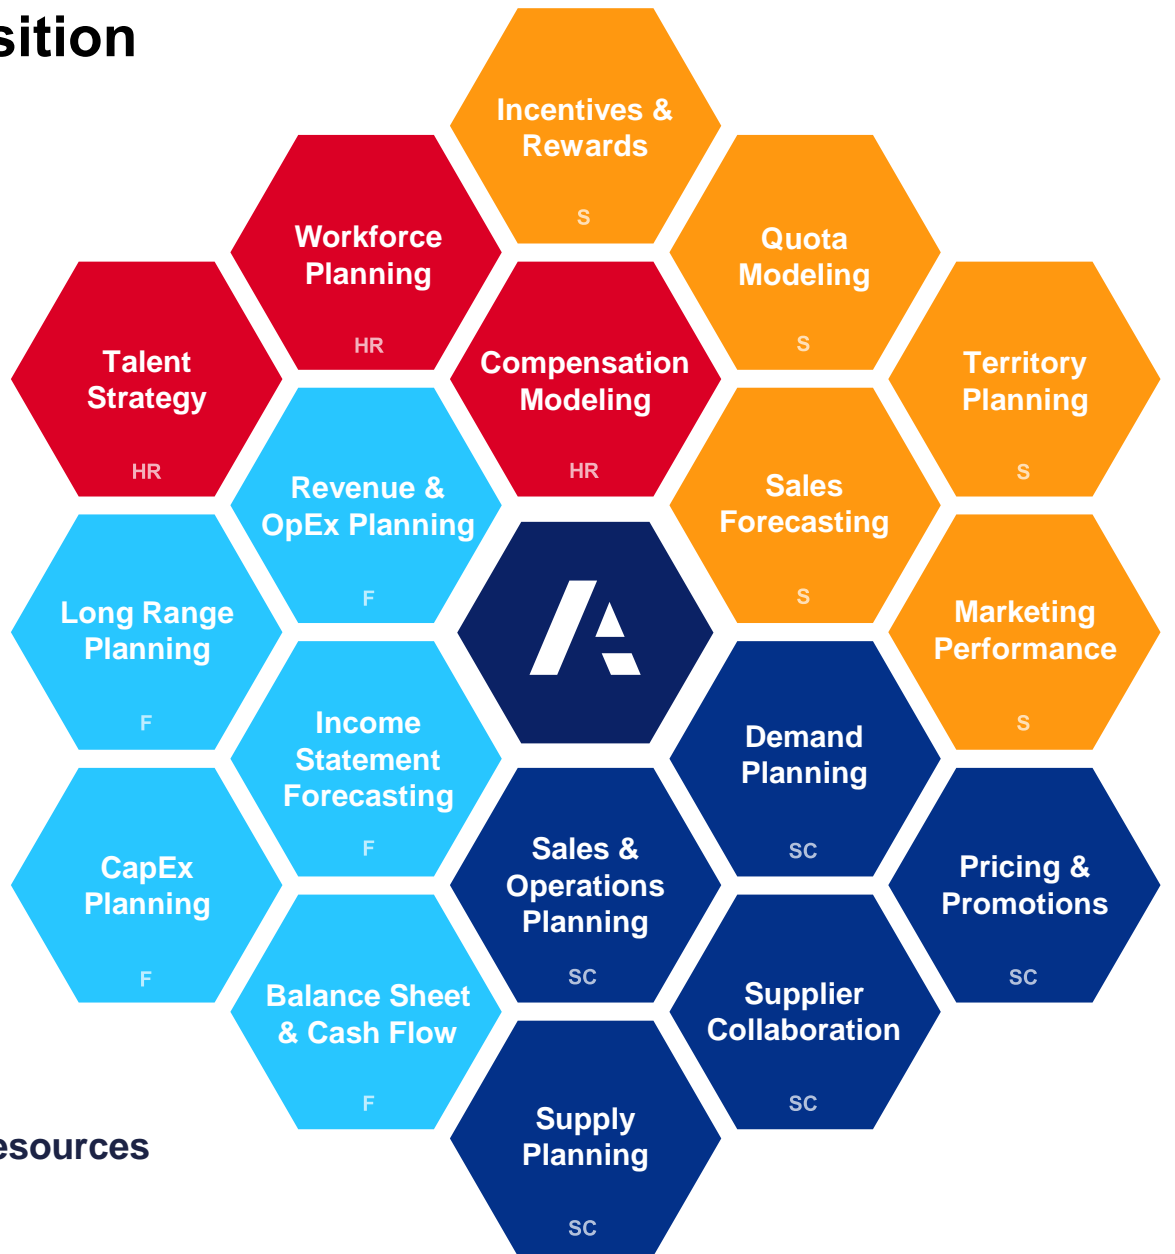 sition
Incentives &
Rewards
S
Workforce
Planning
HR
Quota
Modeling
S
Talent
Strategy
HR
Compensation
Modeling
HR
Territory
Planning
S
Revenue &
OpEx Planning
F
Sales
Forecasting
S
Long Range
Planning
F
Marketing
Performance
S
Income
Statement
Forecasting
F
Demand
Planning
SC
CapEx
Planning
F
Sales &
Operations
Planning
SC
Pricing &
Promotions
SC
Balance Sheet
& Cash Flow
F
Supplier
Collaboration
SC
Supply
Planning
SC
esources